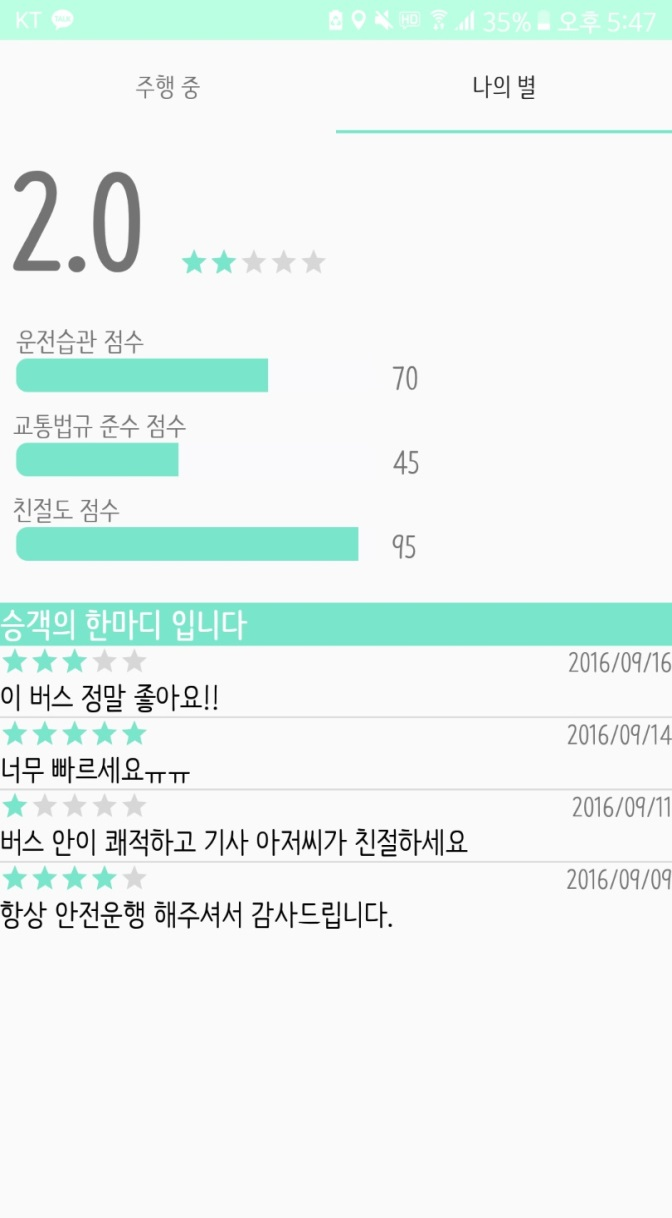 KT TALK HD 35% 오후 5:47
주행 중 나의 별
2.0
운전습관 점수
70
교통법규 준수 점수
45
친절도 점수
95
승객의 한마디 입니다
2016/09/16
이 버스 정말 좋아요!!
2016/09/14
너무 빠르세요ㅠㅠ
2016/09/11
버스 안이 쾌적하고 기사 아저씨가 친절하세요
2016/09/09
항상 안전운행 해주셔서 감사드립니다.